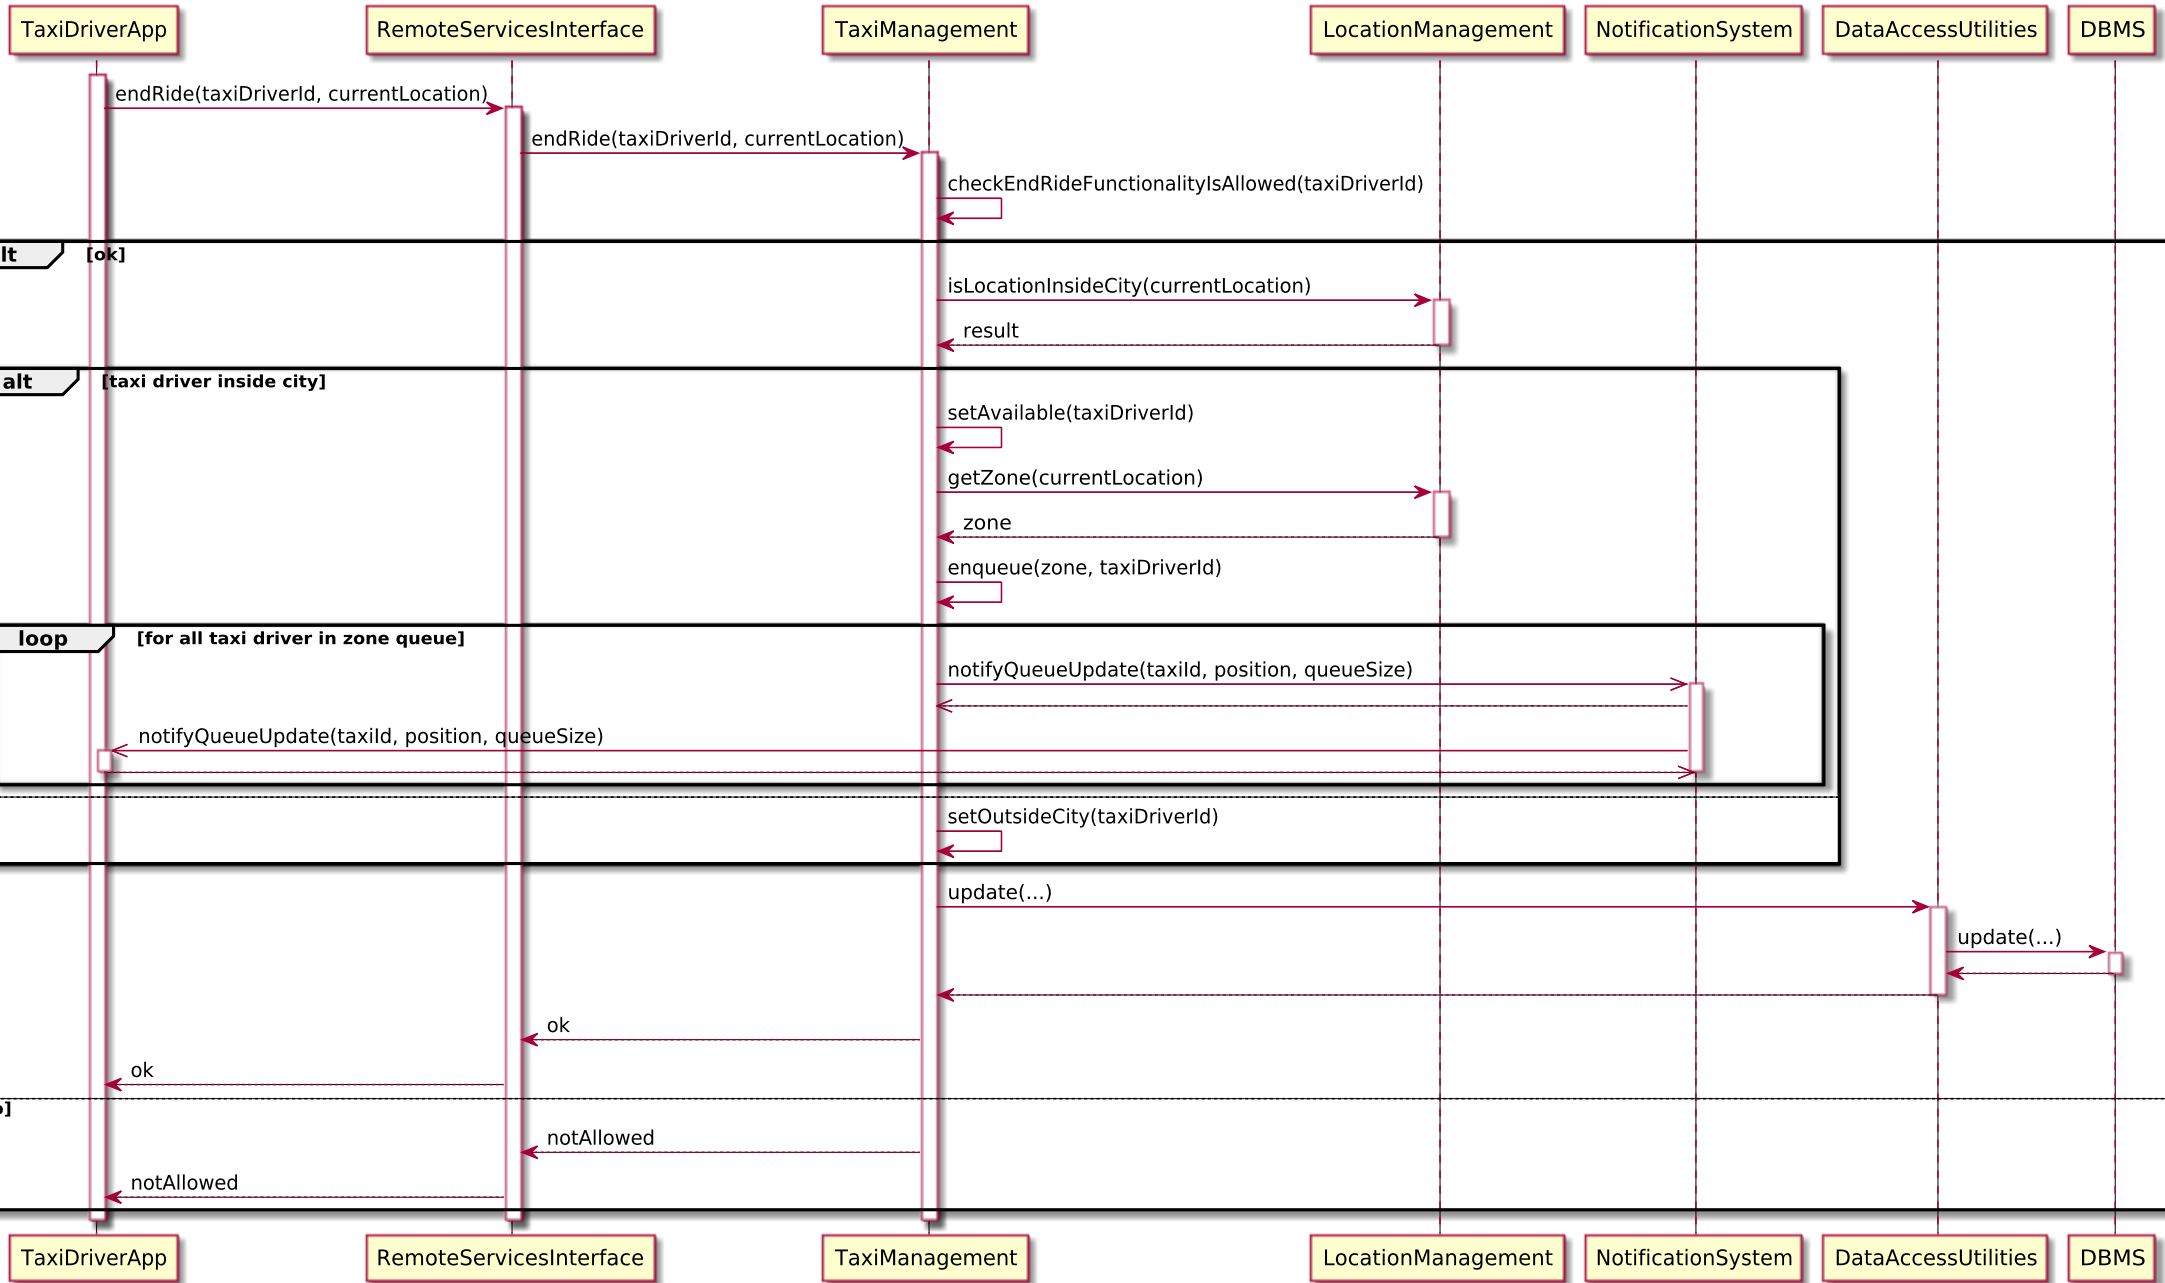 TaxiDriverApp RemoteServicesInterface TaxiManagement LocationManagement NotificationSystem DataAccessUtilities DBMS
endRide(taxiDriverId, currentLocation)
endRide(taxiDriverId, currentLocation)
checkEndRideFunctionalityIsAllowed(taxiDriverId)
lt [ok]
isLocationInsideCity(currentLocation)
result
alt [taxi driver inside city]
setAvailable(taxiDriverId)
getZone(currentLocation)
zone
enqueue(zone, taxiDriverId)
loop [for all taxi driver in zone queue]
notifyQueueUpdate(taxiId, position, queueSize)
notifyQueueUpdate(taxiId, position, queueSize)
setOutsideCity(taxiDriverId)
update(...)
update(...)
ok
ok
notAllowed
notAllowed
TaxiDriverApp RemoteServicesInterface TaxiManagement LocationManagement NotificationSystem DataAccessUtilities DBMS